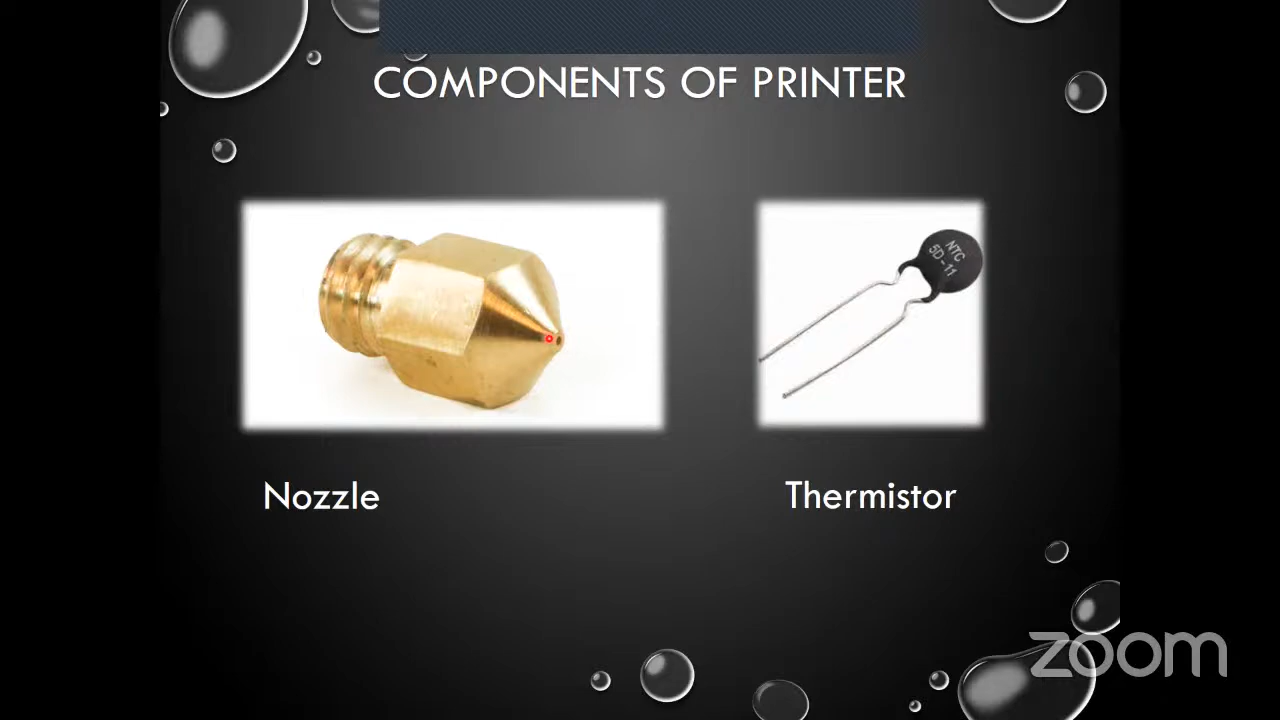 COMPONENTS OF PRINTER
NTC
5D-11
Nozzle
Thermistor
zoom